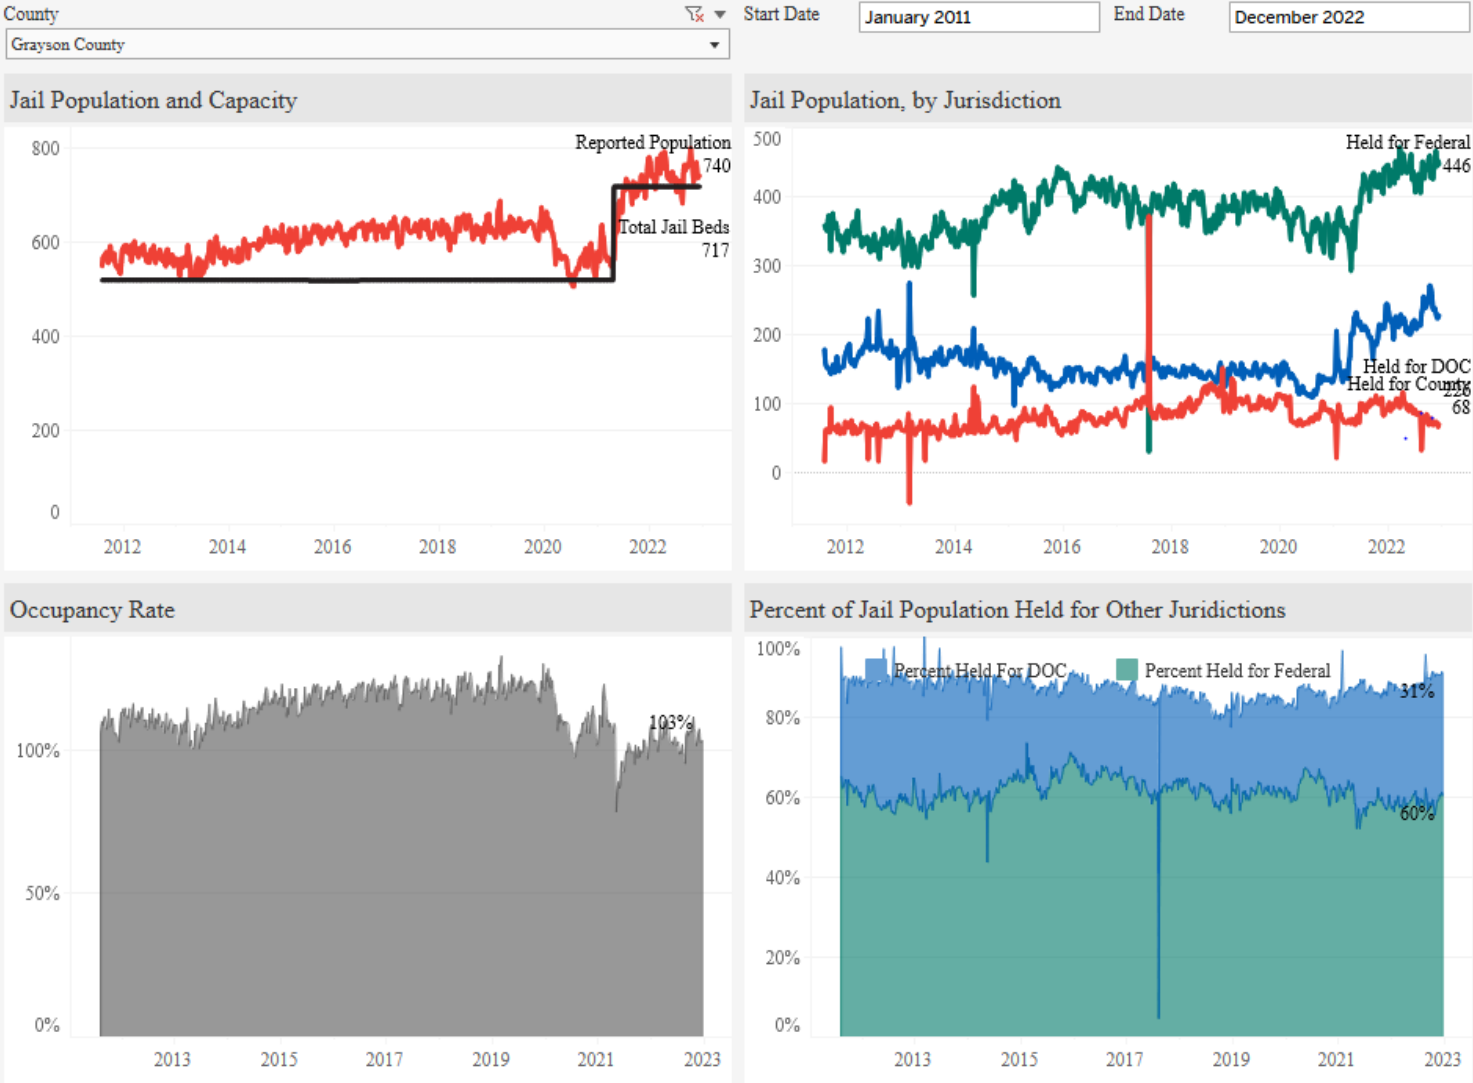 County
Start Date
January 2011
End Date
December 2022
Grayson County
Jail Population and Capacity
800
600
400
200
0
Reported Population
740
Total Jail Beds
717
2012 2014 2016 2018 2020 2022
Jail Population, by Jurisdiction
500
400
300
200
100
0
Held for Federal
446
Held for DOC
Held for County
226
68
2012 2014 2016 2018 2020 2022
Occupancy Rate
100%
50%
0%
103%
2013 2015 2017 2019 2021 2023
Percent of Jail Population Held for Other Juridictions
100%
80%
60%
40%
20%
0%
Percent Held For DOC
Percent Held for Federal
31%
60%
2013 2015 2017 2019 2021 2023